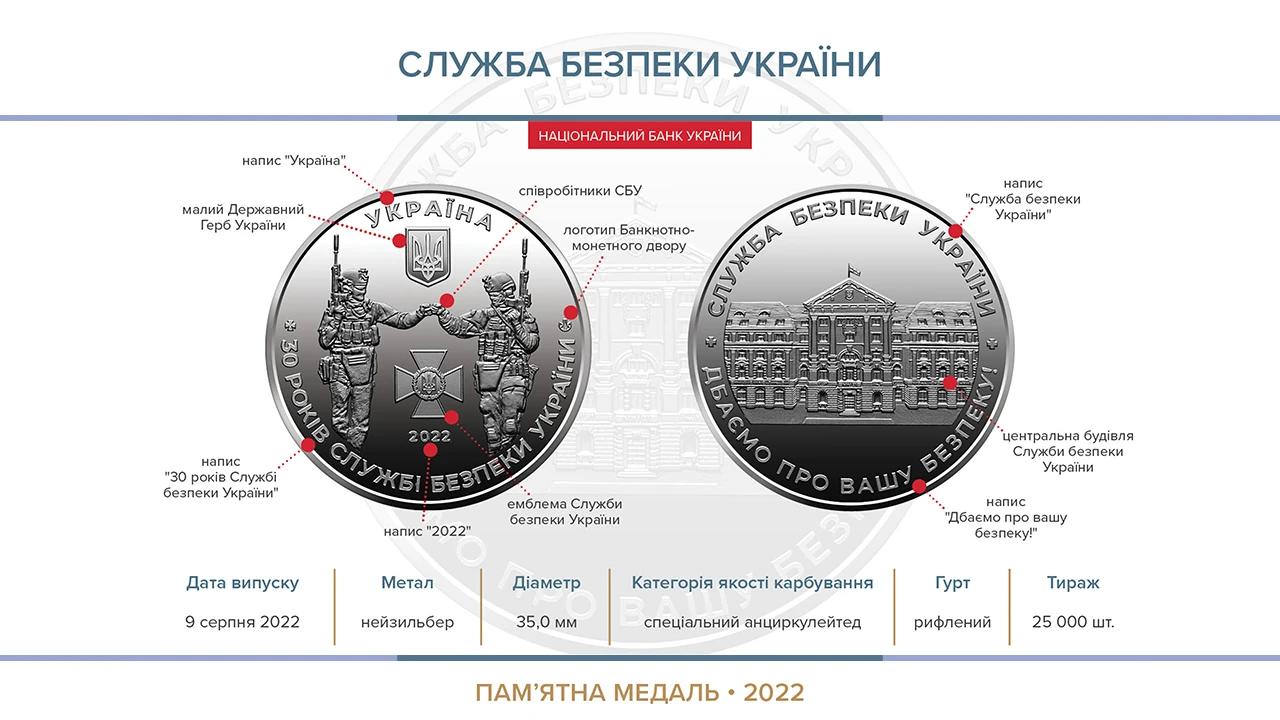 СЛУЖБА БЕЗПЕКИ УКРАЇНИ
НАЦІОНАЛЬНИЙ БАНК УКРАЇНИ
напис "Україна"
малий Державний
Герб України
співробітники СБУ
логотип Банкнотно-
монетного двору
напис
"30 років Службі
безпеки України"
напис "2022"
емблема Служби
безпеки України
УКРАЇНА
2022
30 РОКІВ СЛУЖБІ БЕЗПЕКИ УКРАЇНИ
напис
"Служба безпеки
України"
центральна будівля
Служби безпеки
України
напис
"Дбаємо про вашу
безпеку!"
СЛУЖБА БЕЗПЕКИ УКРАЇНИ
ДБАЄМО ПРО ВАШУ БЕЗПЕКУ!
Дата випуску
9 серпня 2022
Метал
нейзильбер
Діаметр
35,0 мм
Категорія якості карбування
спеціальний анциркулейтед
Гурт
рифлений
Тираж
25 000 шт.
ПАМ’ЯТНА МЕДАЛЬ • 2022